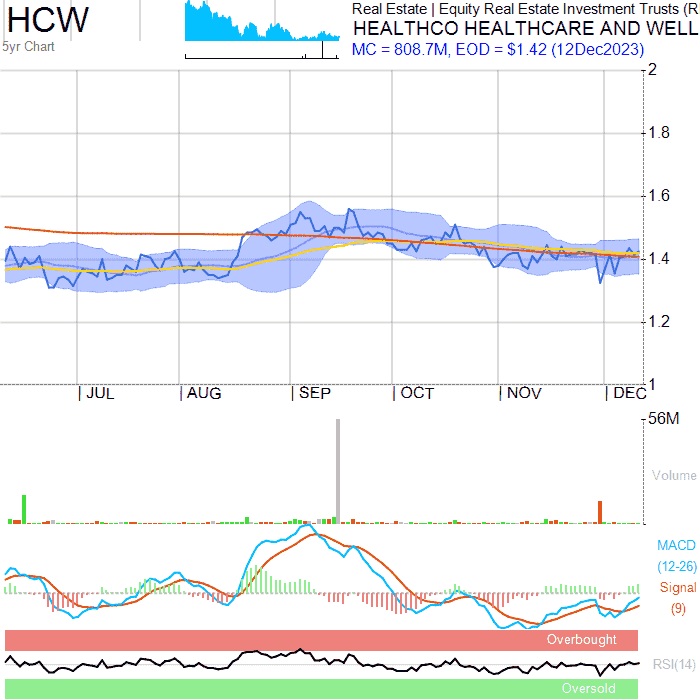 HCW
5yr Chart
Real Estate | Equity Real Estate Investment Trusts (R
HEALTHCO HEALTHCARE AND WELL
MC = 808.7M, EOD = $1.42 (12Dec2023)
2
1.8
1.6
1.4
1.2
1
| JUL | AUG | SEP | OCT | NOV | DEC
56M
Volume
MACD
(12-26)
Signal
(9)
Overbought
RSI(14)
Oversold